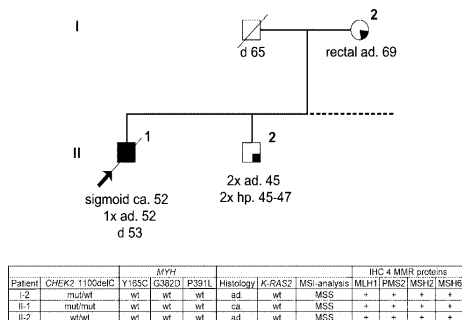 I
2
d 65
rectal ad. 69
1
2
II
sigmoid ca. 52
1x ad. 52
d 53
2x ad. 45
2x hp. 45-47
MYH
IHC 4 MMR proteins
Patient CHEK2 1100delC Y165C G382D P391L Histology K-RAS2 MSI-analysis MLH1 PMS2 MSH2 MSH6
I-2 mut/wt wt wt wt ad. wt MSS + + + +
II-1 mut/mut wt wt wt ca. wt MSS + + + +
II-2 wt/wt wt wt wt ad. wt MSS + + + +